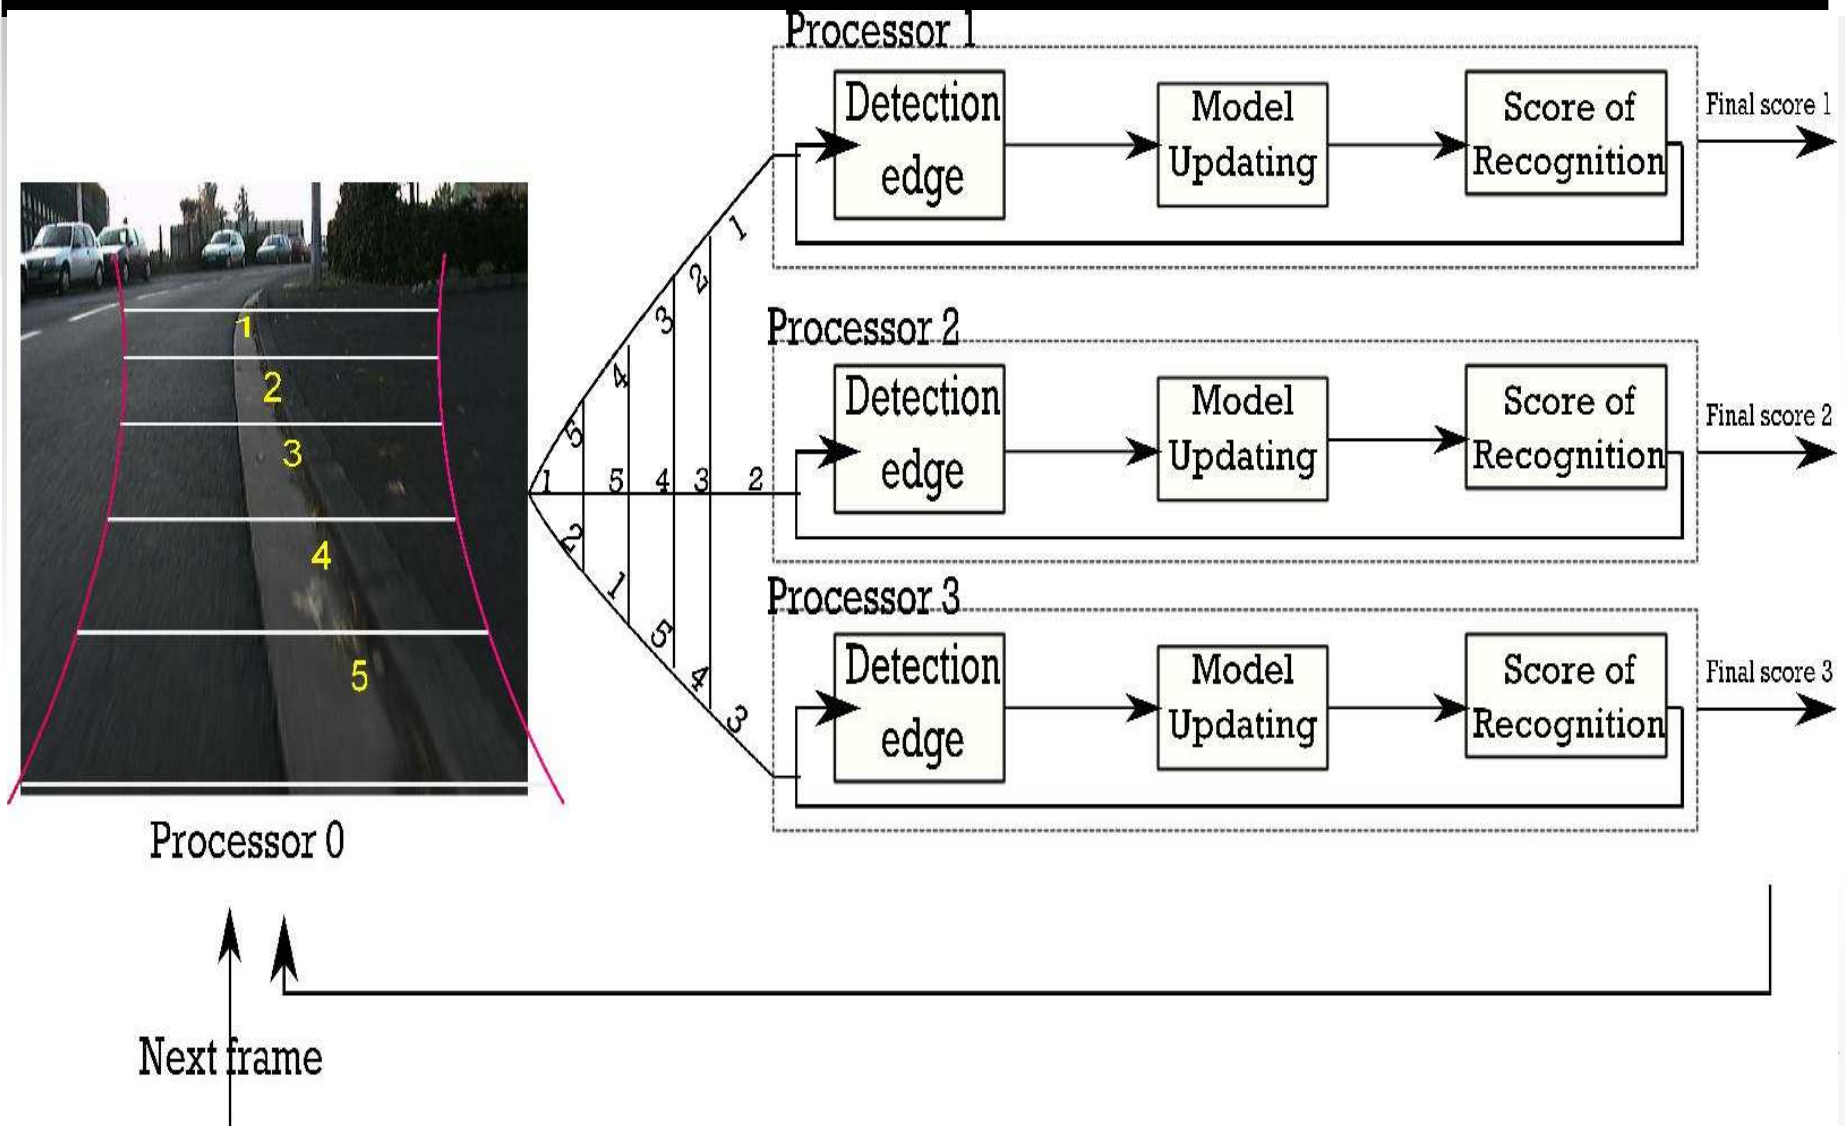 Processor 1
Detection
edge
Model
Updating
Score of
Recognition
Final score 1
1
2
3
4
5
Processor 2
Detection
edge
Model
Updating
Score of
Recognition
Final score 2
1 5 4 3 2
2
1
5
4
3
Processor 3
Detection
edge
Model
Updating
Score of
Recognition
Final score 3
1
2
3
4
5
Processor 0
Next frame